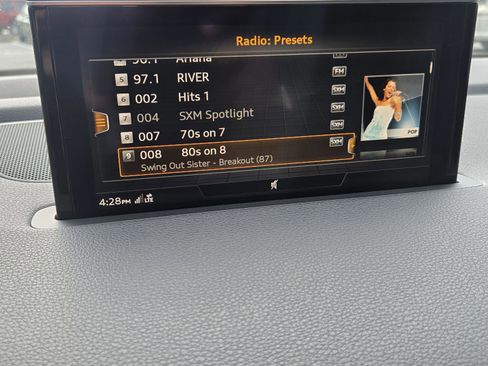 Radio: Presets
96.1 Ariana
5 97.1 RIVER FM
6 002 Hits 1 SXM
7 004 SXM Spotlight SXM
8 007 70s on 7 SXM
9 008 80s on 8 SXM
Swing Out Sister - Breakout (87)
POP
4:28PM LTE